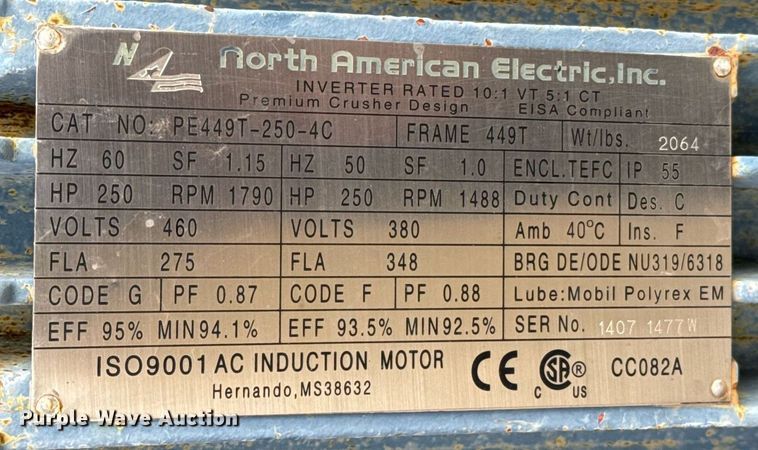 NAE
North American Electric, Inc.
INVERTER RATED 10:1 VT 5:1 CT
Premium Crusher Design EISA Compliant
CAT NO: PE449T-250-4C FRAME 449T Wt/lbs. 2064
HZ 60 SF 1.15 HZ 50 SF 1.0 ENCL.TEFC IP 55
HP 250 RPM 1790 HP 250 RPM 1488 Duty Cont Des. C
VOLTS 460 VOLTS 380 Amb 40°C Ins. F
FLA 275 FLA 348 BRG DE/ODE NU319/6318
CODE G PF 0.87 CODE F PF 0.88 Lube:Mobil Polyrex EM
EFF 95% MIN94.1% EFF 93.5% MIN92.5% SER No. 1407 1477W
ISO9001 AC INDUCTION MOTOR CE C SA ® C US CC082A
Hernando,MS38632
Purple Wave Auction